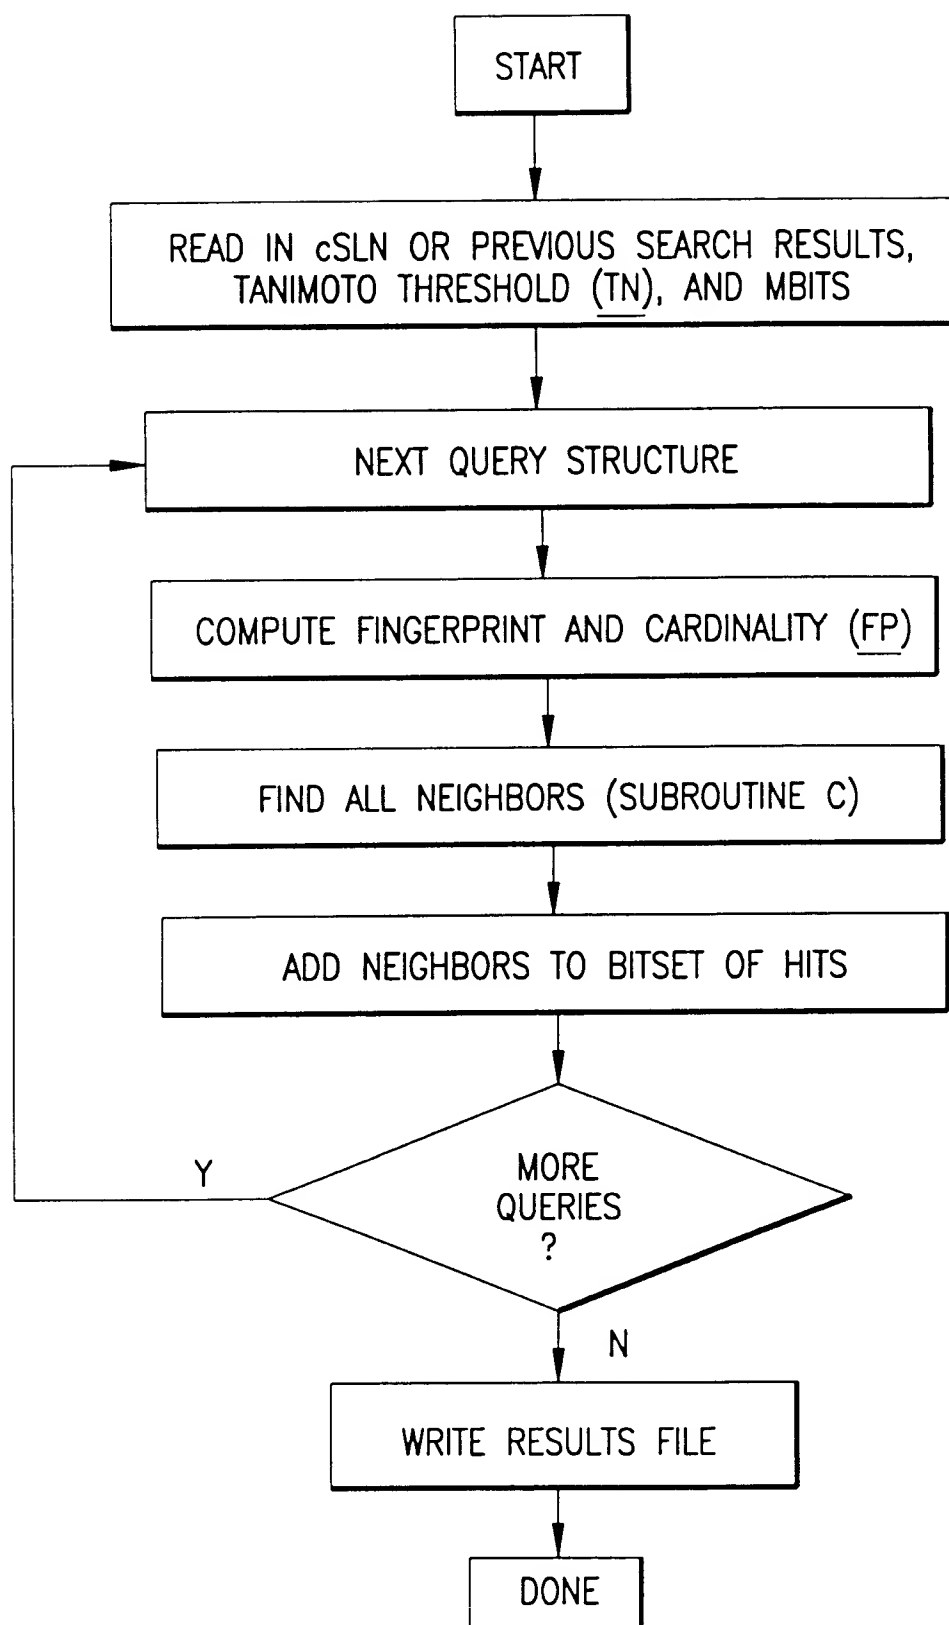 START
READ IN cSLN OR PREVIOUS SEARCH RESULTS,
TANIMOTO THRESHOLD (TN), AND MBITS
NEXT QUERY STRUCTURE
COMPUTE FINGERPRINT AND CARDINALITY (FP)
FIND ALL NEIGHBORS (SUBROUTINE C)
ADD NEIGHBORS TO BITSET OF HITS
Y
MORE
QUERIES
?
N
WRITE RESULTS FILE
DONE